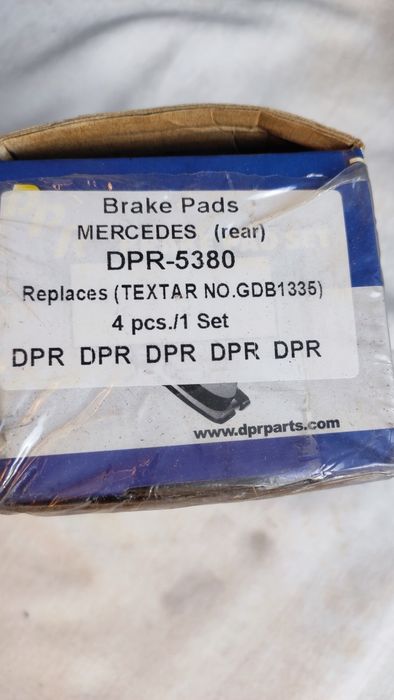 Brake Pads
MERCEDES (rear)
DPR-5380
Replaces (TEXTAR NO.GDB1335)
4 pcs./1 Set
DPR DPR DPR DPR DPR
www.dprparts.com